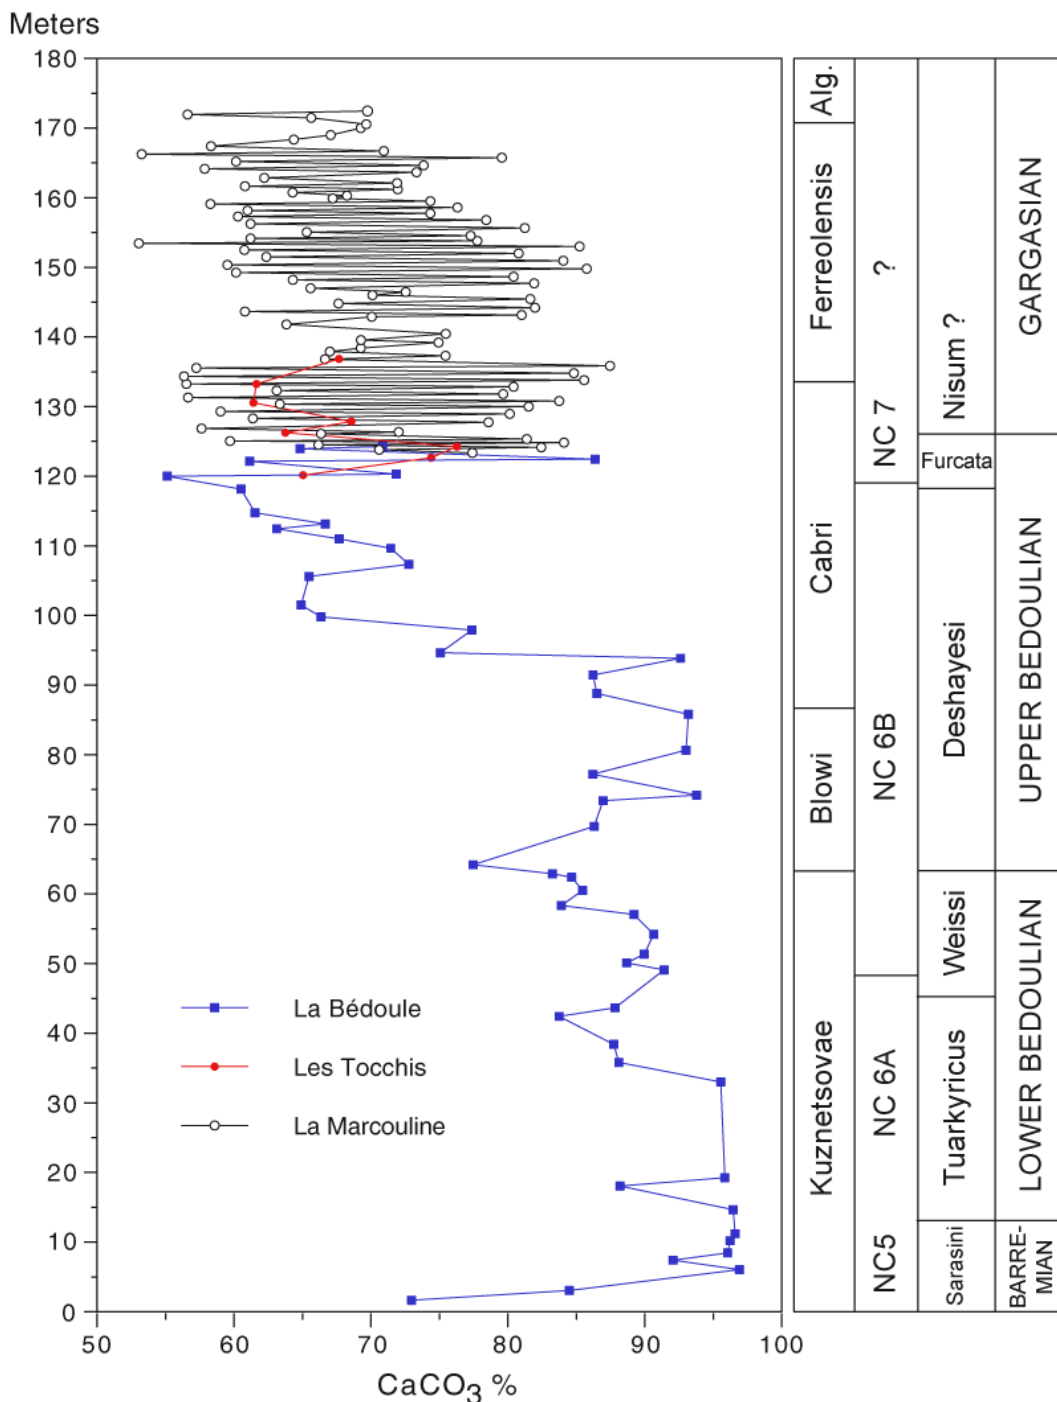 Meters
180
170
160
150
140
130
120
110
100
90
80
70
60
50
40
30
20
10
0
50 60 70 80 90 100
CaCO3 %
La Bédoule
Les Tocchis
La Marcouline
Alg.
Ferreolensis
Cabri
Blowi
Kuznetsovae
?
NC 7
NC 6B
NC 6A
NC5
Nisum ?
Furcata
Deshayesi
Weissi
Tuarkyricus
Sarasini
GARGASIAN
UPPER BEDOULIAN
LOWER BEDOULIAN
BARRE-
MIAN